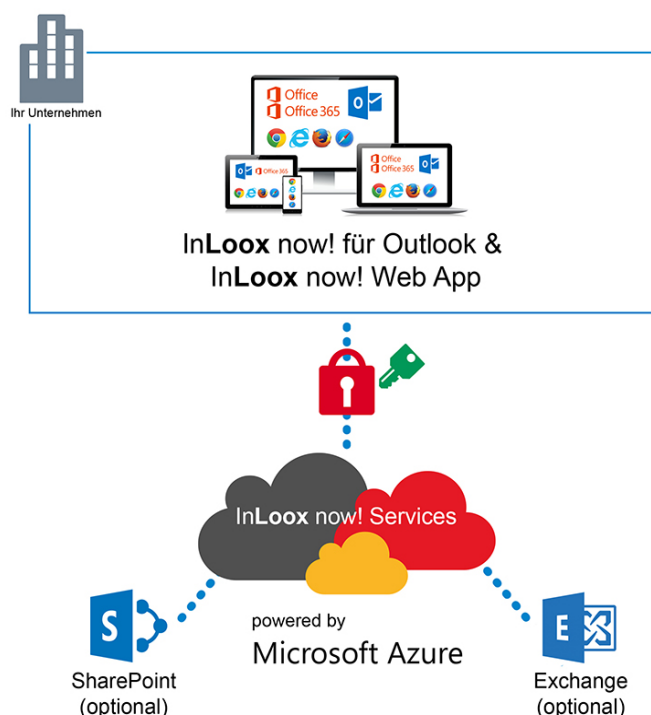 Ihr Unternehmen
Office
Office 365
Office
Office 365
Office 365
InLoox now! für Outlook &
InLoox now! Web App
InLoox now! Services
powered by
Microsoft Azure
S
SharePoint
(optional)
E
Exchange
(optional)